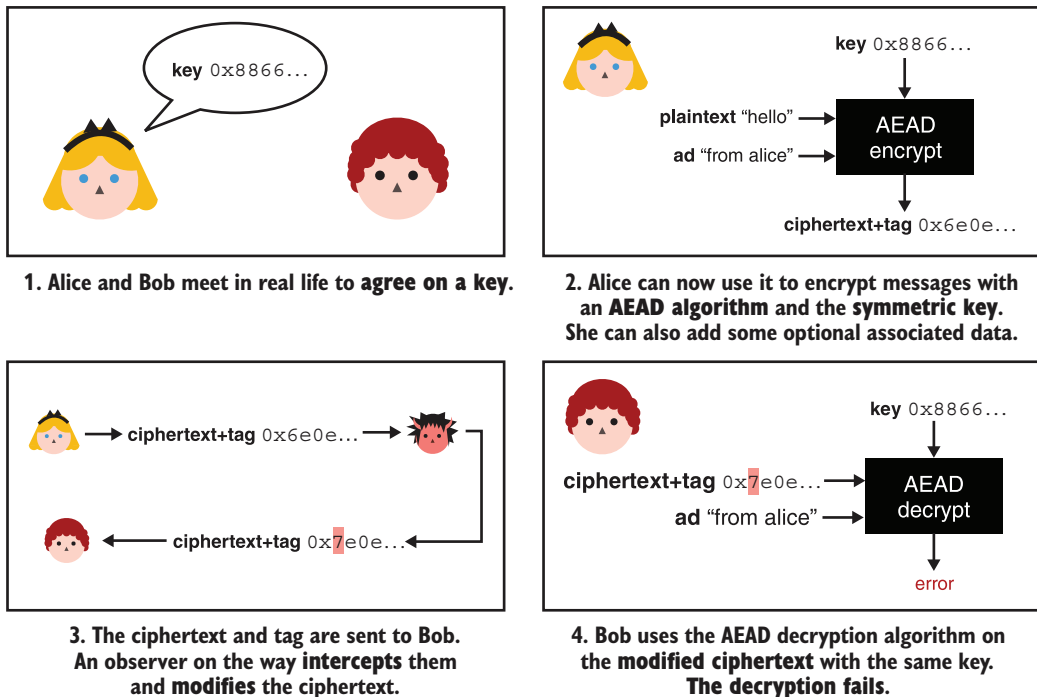 key 0x8866...
1. Alice and Bob meet in real life to agree on a key.
key 0x8866...
plaintext “hello”
ad “from alice”
AEAD
encrypt
ciphertext+tag 0x6e0e...
2. Alice can now use it to encrypt messages with
an AEAD algorithm and the symmetric key.
She can also add some optional associated data.
ciphertext+tag 0x6e0e...
ciphertext+tag 0x7e0e...
3. The ciphertext and tag are sent to Bob.
An observer on the way intercepts them
and modifies the ciphertext.
key 0x8866...
ciphertext+tag 0x7e0e...
ad “from alice”
AEAD
decrypt
error
4. Bob uses the AEAD decryption algorithm on
the modified ciphertext with the same key.
The decryption fails.